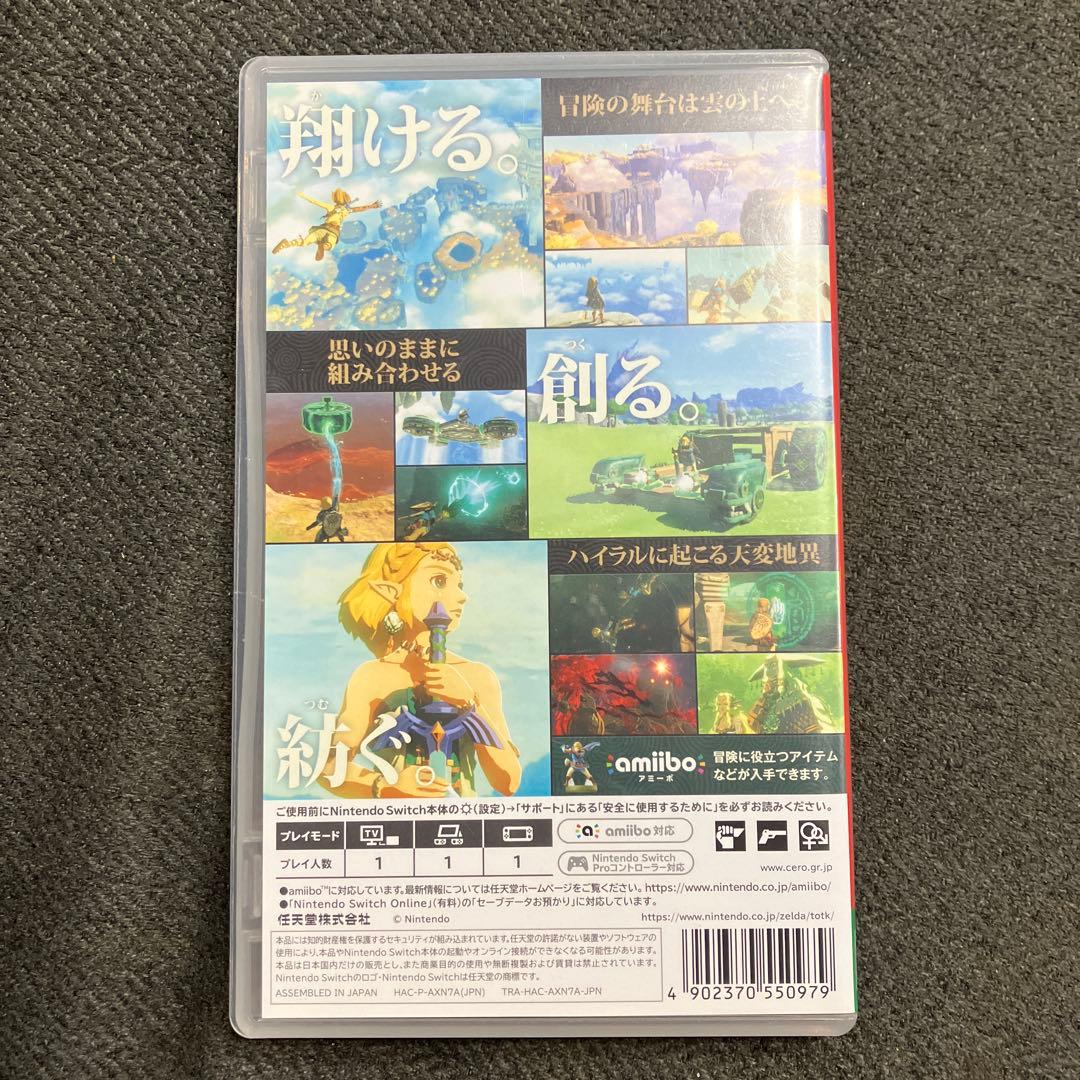 か
翔ける。
冒険の舞台は雲の上へ
思いのままに
組み合わせる
つく
創る。
ハイラルに起こる天変地異
つむ
紡ぐ。
amiibo
アミーボ
冒険に役立つアイテム
などが入手できます。
ご使用前にNintendo Switch本体の(設定)→「サポート」にある「安全に使用するために」を必ずお読みください。
プレイモード TV
プレイ人数 1 1 1
amiibo対応
Nintendo Switch
Proコントローラー対応
www.cero.gr.jp
●amiibo™に対応しています。最新情報については任天堂ホームページをご覧ください。https://www.nintendo.co.jp/amiibo/
●「Nintendo Switch Online」(有料)の「セーブデータお預かり」に対応しています。
任天堂株式会社 © Nintendo https://www.nintendo.co.jp/zelda/totk/
本品には知的財産権を保護するセキュリティが組み込まれています。任天堂の許諾がない装置やソフトウェアの
使用により、本品やNintendo Switch本体の起動やオンライン接続ができなくなる可能性があります。
本品は日本国内だけの販売とし、また商業目的の使用や無断複製および賃貸は禁止されています。
Nintendo Switchのロゴ・Nintendo Switchは任天堂の商標です。
ASSEMBLED IN JAPAN HAC-P-AXN7A(JPN) TRA-HAC-AXN7A-JPN
4 902370 550979